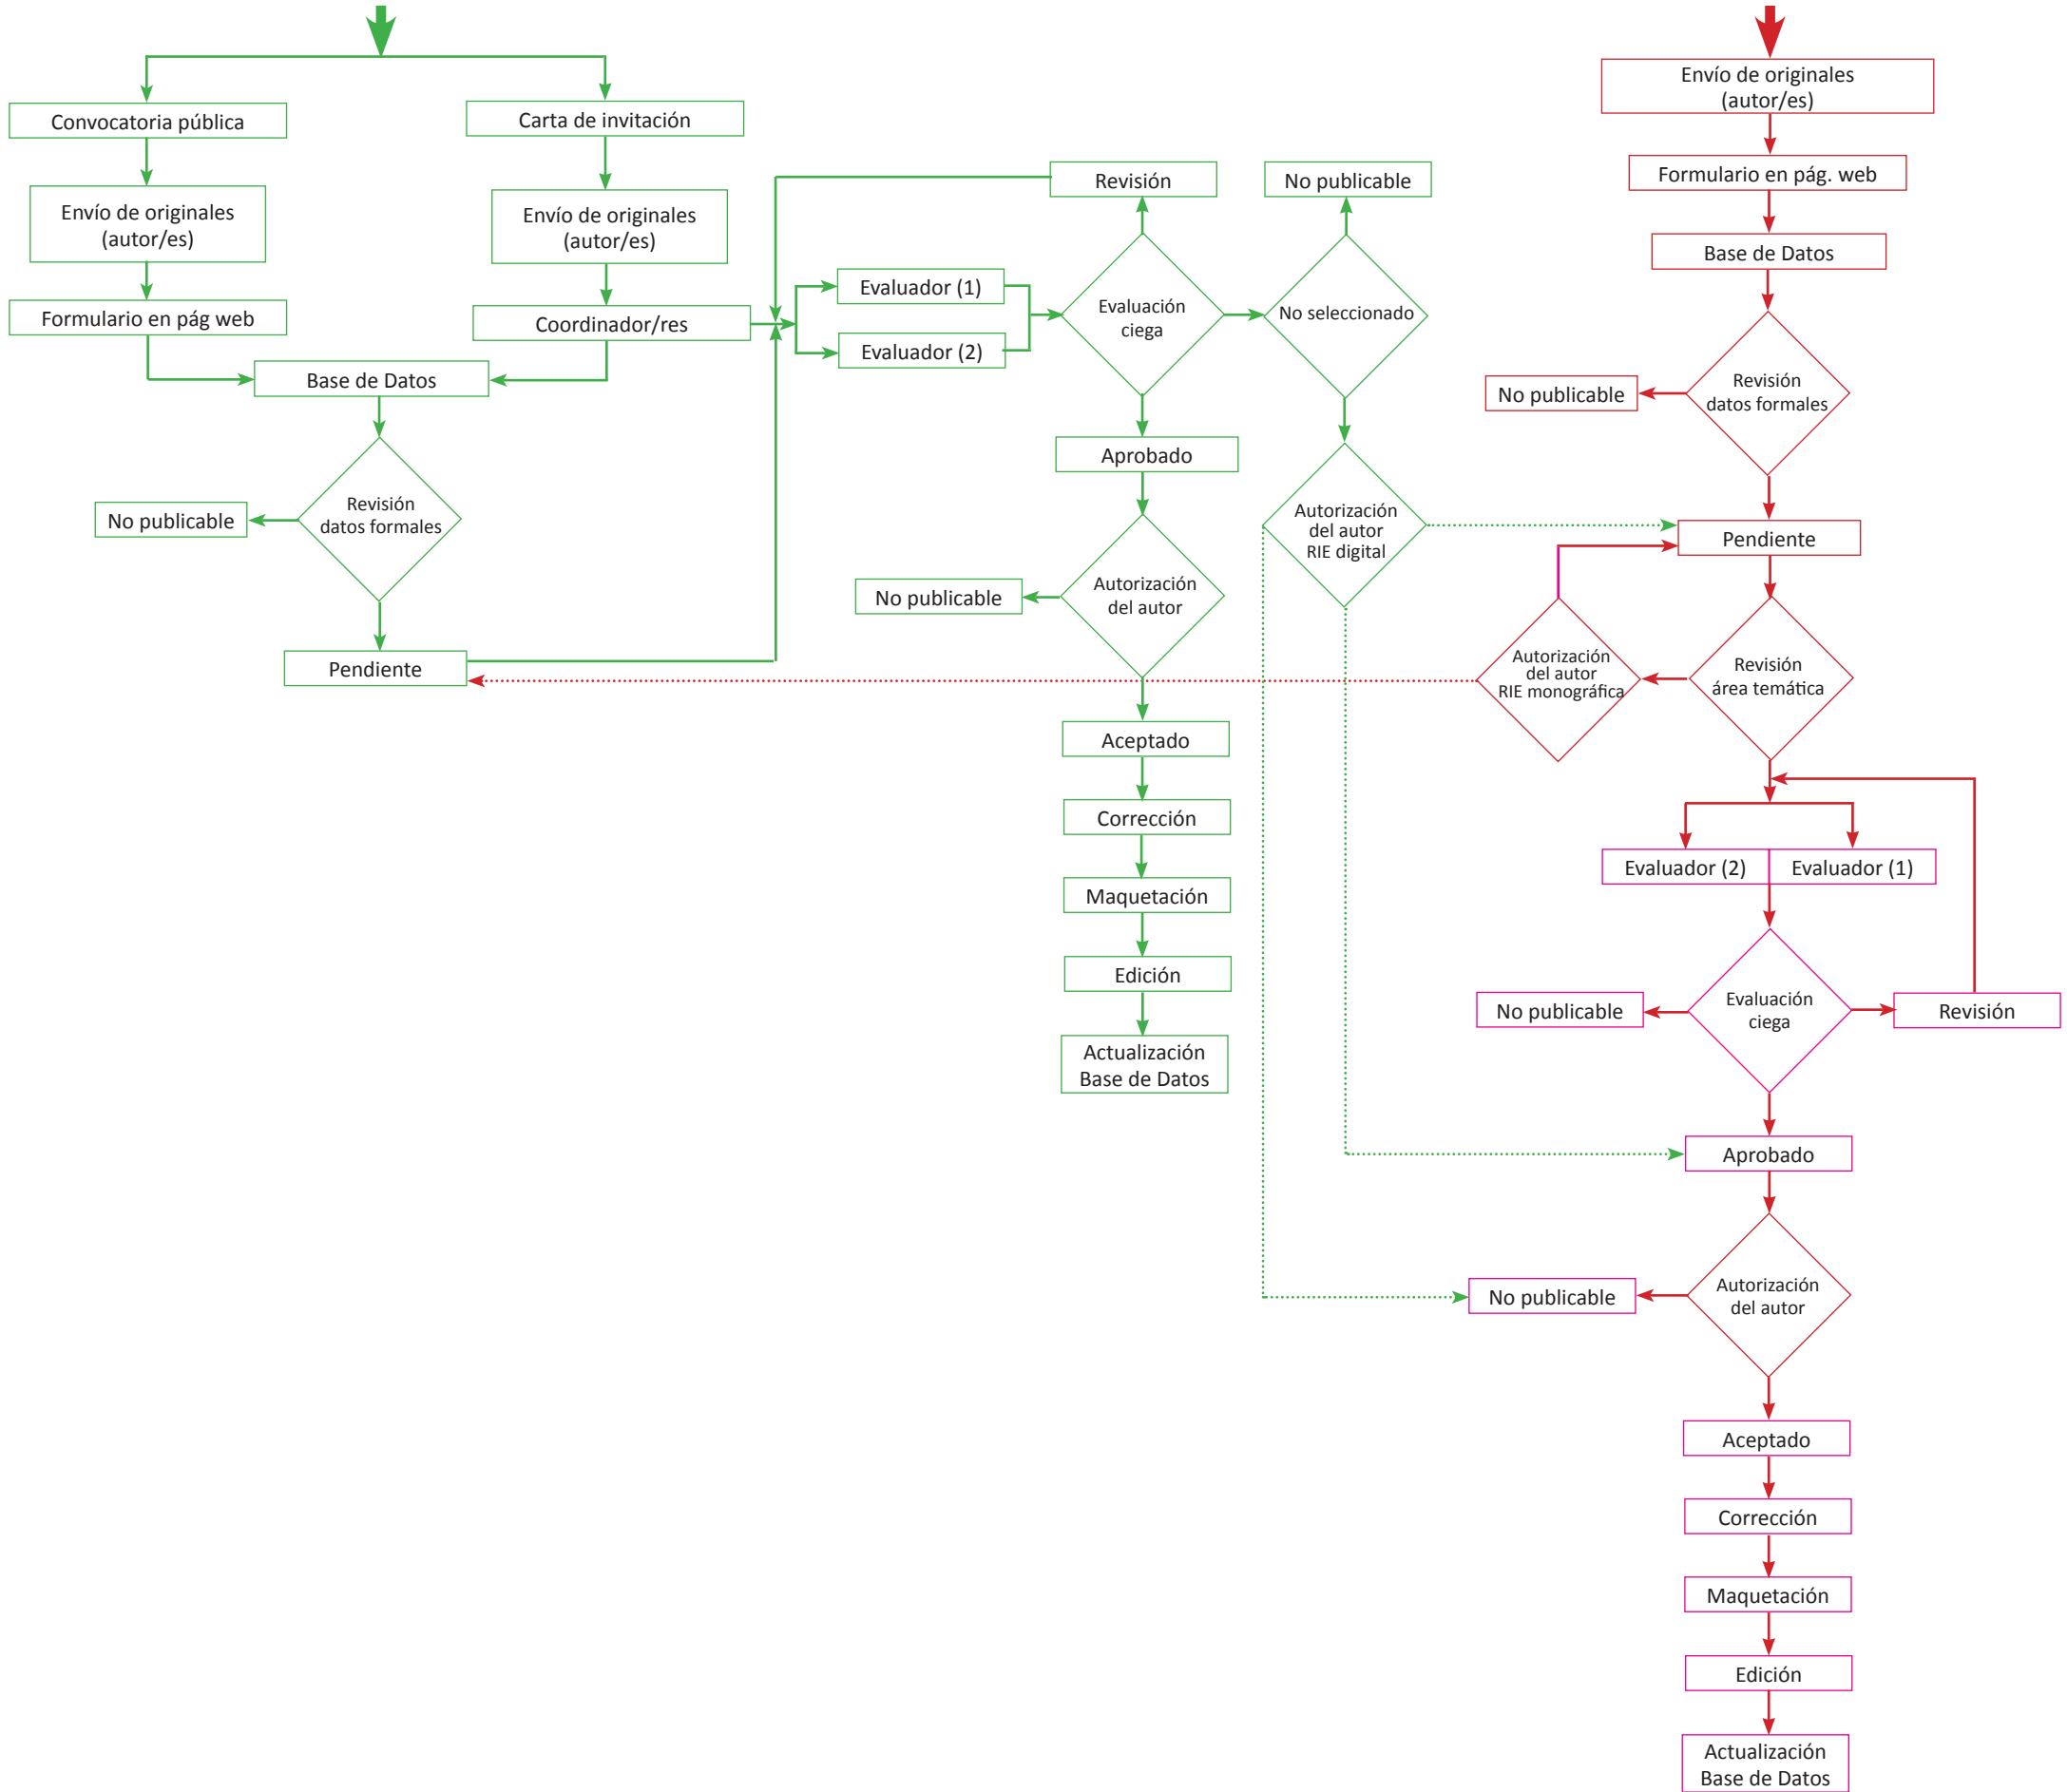 Convocatoria pública
Envío de originales
(autor/es)
Formulario en pág web
Carta de invitación
Envío de originales
(autor/es)
Coordinador/res
Base de Datos
Revisión
datos formales
No publicable
Pendiente
Evaluador (1)
Evaluador (2)
Revisión
Evaluación
ciega
No publicable
No seleccionado
Aprobado
Autorización
del autor
No publicable
Autorización
del autor
RIE digital
Aceptado
Corrección
Maquetación
Edición
Actualización
Base de Datos
Envío de originales
(autor/es)
Formulario en pág. web
Base de Datos
Revisión
datos formales
No publicable
Pendiente
Autorización
del autor
RIE monográfica
Revisión
área temática
Evaluador (2)
Evaluador (1)
Evaluación
ciega
No publicable
Revisión
Aprobado
Autorización
del autor
No publicable
Aceptado
Corrección
Maquetación
Edición
Actualización
Base de Datos